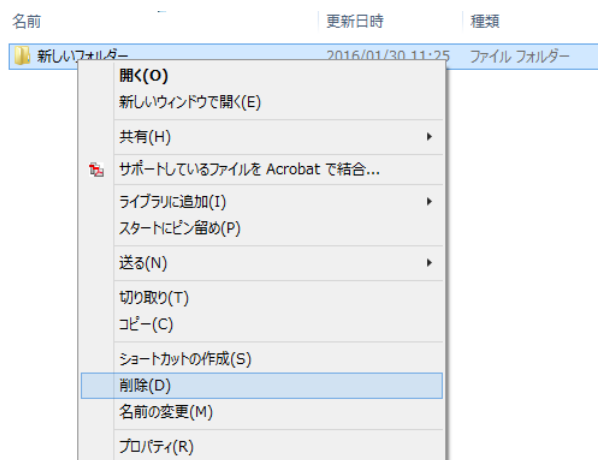 名前 更新日時 種類
新しいフォルダー 2016/01/30 11:25 ファイル フォルダー
開く(O)
新しいウィンドウで開く(E)
共有(H)
サポートしているファイルを Acrobat で結合...
ライブラリに追加(I)
スタートにピン留め(P)
送る(N)
切り取り(T)
コピー(C)
ショートカットの作成(S)
削除(D)
名前の変更(M)
プロパティ(R)